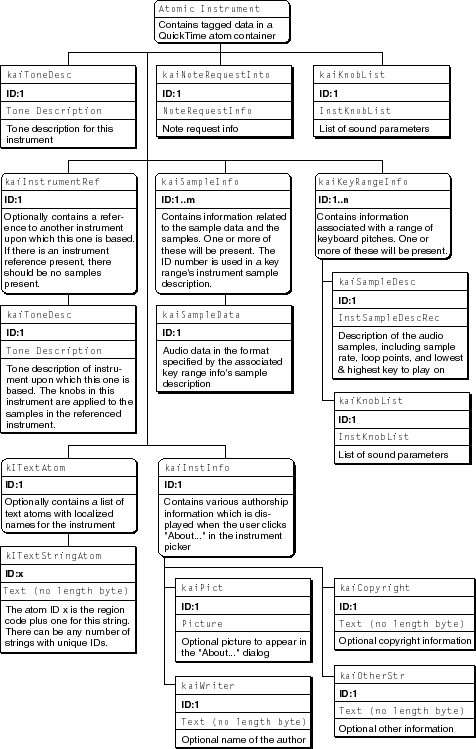 Atomic Instrument
Contains tagged data in a
QuickTime atom container
kaiToneDesc
ID:1
Tone Description
Tone description for this
instrument
kaiNoteRequestInfo
ID:1
NoteRequestInfo
Note request info
kaiKnobList
ID:1
InstKnobList
List of sound parameters
kaiInstrumentRef
ID:1
Optionally contains a refer-
ence to another instrument
upon which this one is based.
If there is an instrument
reference present, there
should be no samples
present.
kaiSampleInfo
ID:1..m
Contains information related
to the sample data and the
samples. One or more of
these will be present. The
ID number is used in a key
range's instrument sample
description.
kaiKeyRangeInfo
ID:1..n
Contains information
associated with a range of
keyboard pitches. One or
more of these will be present.
kaiToneDesc
ID:1
Tone Description
Tone description of instru-
ment upon which this one is
based. The knobs in this
instrument are applied to the
samples in the referenced
instrument.
kaiSampleData
ID:1
Audio data in the format
specified by the associated
key range info's sample
description
kaiSampleDesc
ID:1
InstSampleDescRec
Description of the audio
samples, including sample
rate, loop points, and lowest
& highest key to play on
kaiKnobList
ID:1
InstKnobList
List of sound parameters
kITextAtom
ID:1
Optionally contains a list of
text atoms with localized
names for the instrument
kaiInstInfo
ID:1
Contains various authorship
information which is dis-
played when the user clicks
"About..." in the instrument
picker
kITextStringAtom
ID:x
Text (no length byte)
The atom ID x is the region
code plus one for this string.
There can be any number of
strings with unique IDs.
kaiPict
ID:1
Picture
Optional picture to appear in
the "About..." dialog
kaiCopyright
ID:1
Text (no length byte)
Optional copyright information
kaiWriter
ID:1
Text (no length byte)
Optional name of the author
kaiOtherStr
ID:1
Text (no length byte)
Optional other information